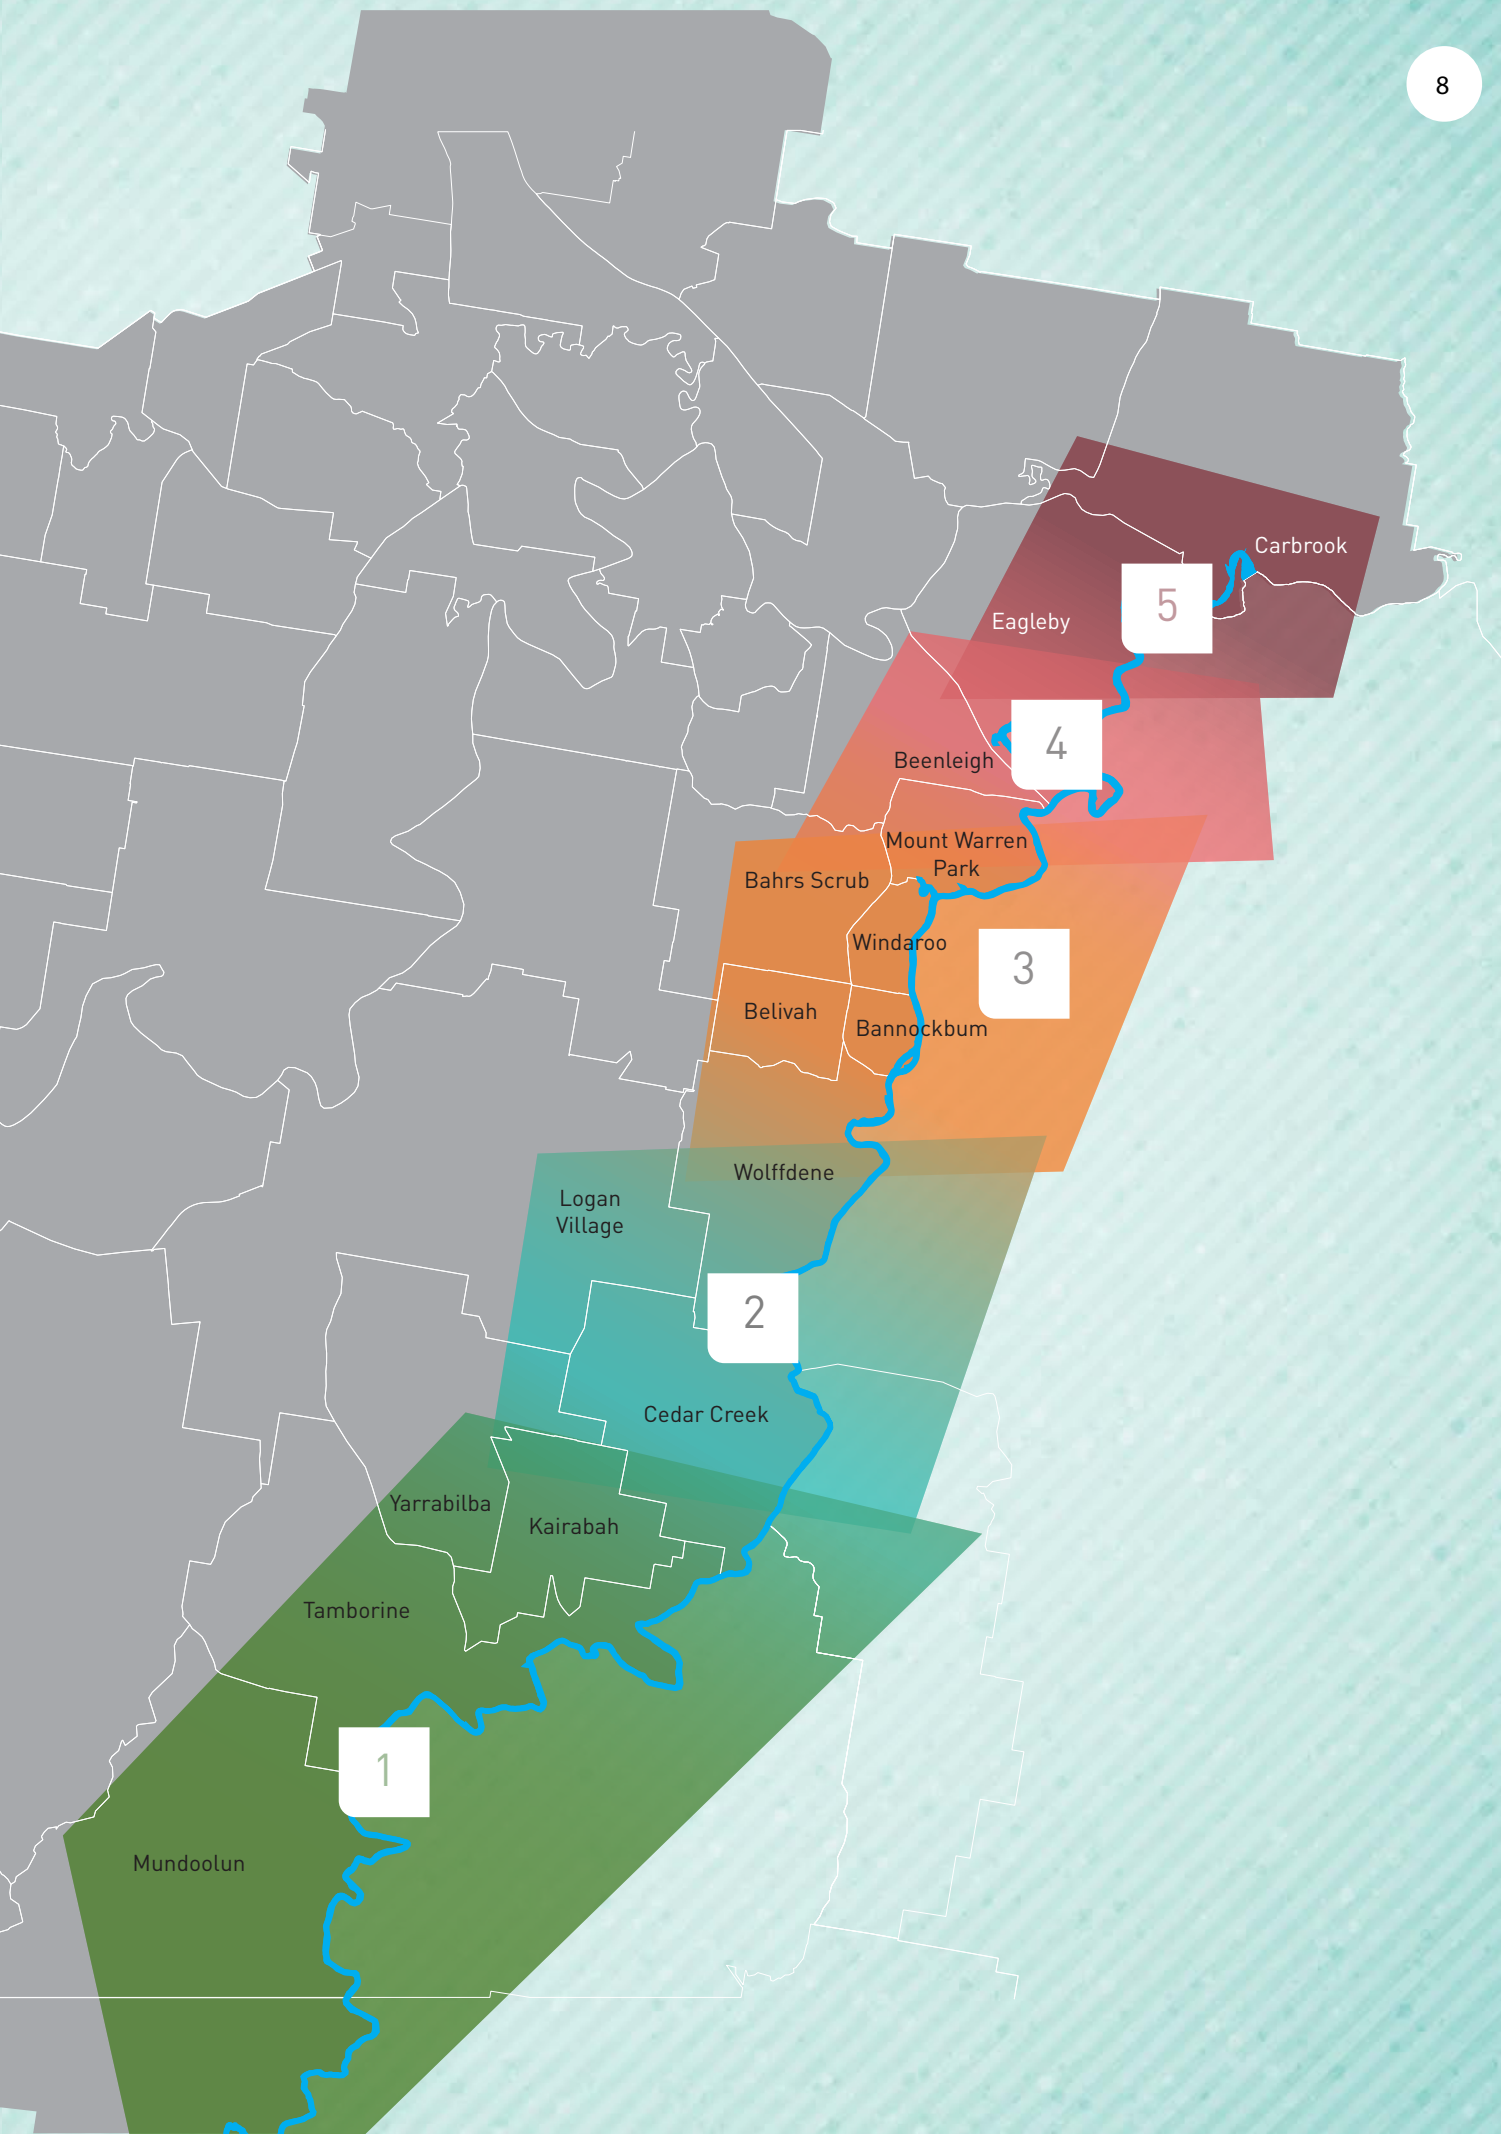 8
Carbrook
5
Eagleby
4
Beenleigh
Mount Warren
Park
Bahrs Scrub
Windaroo
3
Belivah
Bannockbum
Wolffdene
Logan
Village
2
Cedar Creek
Yarrabilba
Kairabah
Tamborine
1
Mundoolun